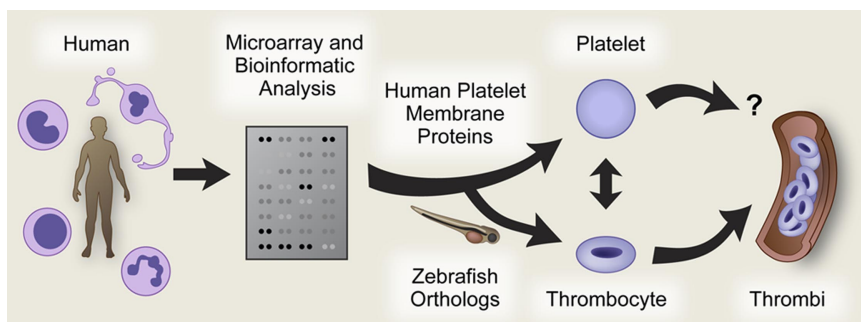 Human
Microarray and
Bioinformatic
Analysis
Human Platelet
Membrane
Proteins
Platelet
?
Zebrafish
Orthologs
Thrombocyte
Thrombi